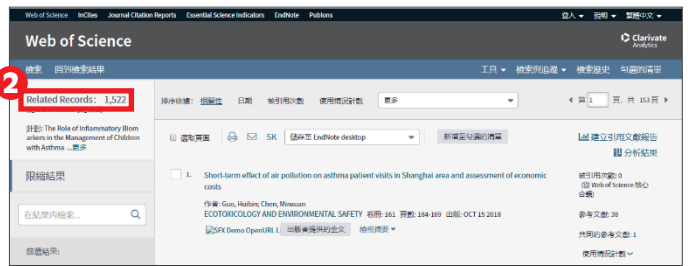 Web of Science InCites Journal Citation Reports Essential Science Indicators EndNote Publons 登入 說明 繁體中文
Web of Science
Clarivate
Analytics
檢索 回到檢索結果 工具 檢索與追蹤 檢索歷史 勾選的清單
2
Related Records: 1,522
排序依據: 相關性 日期 被引用次數 使用情況計數 更多
第 1 頁, 共 153 頁
針對: The Role of Inflammatory Biom
arkers in the Management of Children
with Asthma ...更多
選取頁面 5K 儲存至 EndNote desktop 新增至勾選的清單
建立引用文獻報告
分析結果
限縮結果
在結果內檢索...
篩選結果:
1. Short-term effect of air pollution on asthma patient visits in Shanghai area and assessment of economic
costs
作者: Guo, Huibin; Chen, Minxuan
ECOTOXICOLOGY AND ENVIRONMENTAL SAFETY 卷冊: 161 頁數: 184-189 出版: OCT 15 2018
SFX Demo OpenURL L 出版者提供的全文 檢視摘要
被引用次數: 0
(從 Web of Science 核心
合輯)
參考文獻: 38
共同的參考文獻: 1
使用情況計